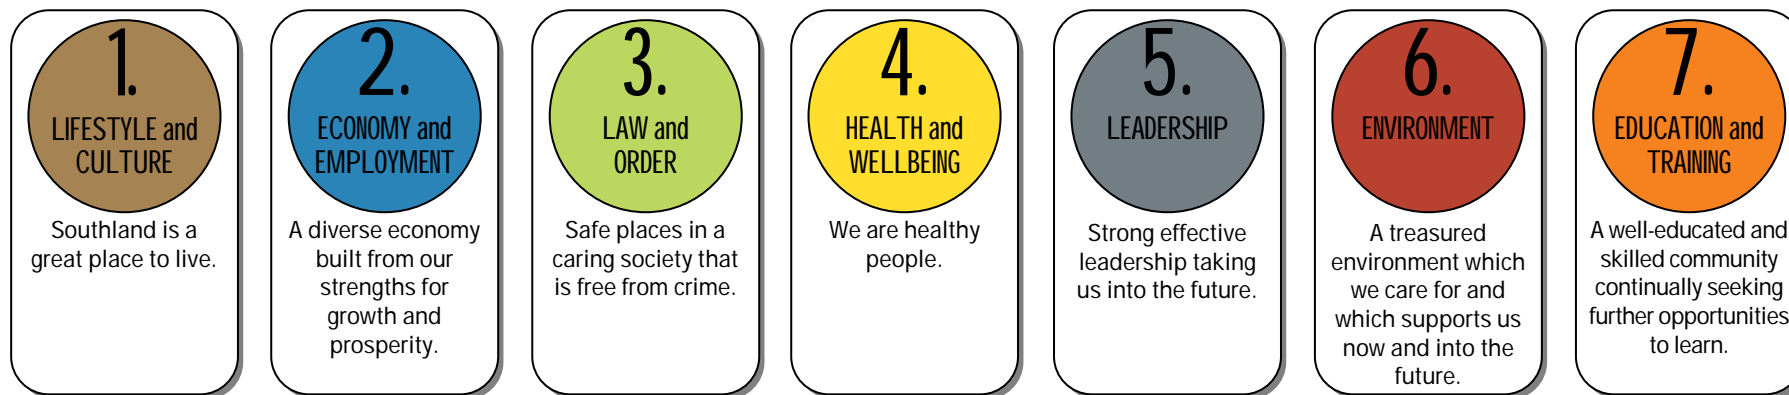 1.
LIFESTYLE and
CULTURE
Southland is a
great place to live.
2.
ECONOMY and
EMPLOYMENT
A diverse economy
built from our
strengths for
growth and
prosperity.
3.
LAW and
ORDER
Safe places in a
caring society that
is free from crime.
4.
HEALTH and
WELLBEING
We are healthy
people.
5.
LEADERSHIP
Strong effective
leadership taking
us into the future.
6.
ENVIRONMENT
A treasured
environment which
we care for and
which supports us
now and into the
future.
7.
EDUCATION and
TRAINING
A well-educated and
skilled community
continually seeking
further opportunities
to learn.